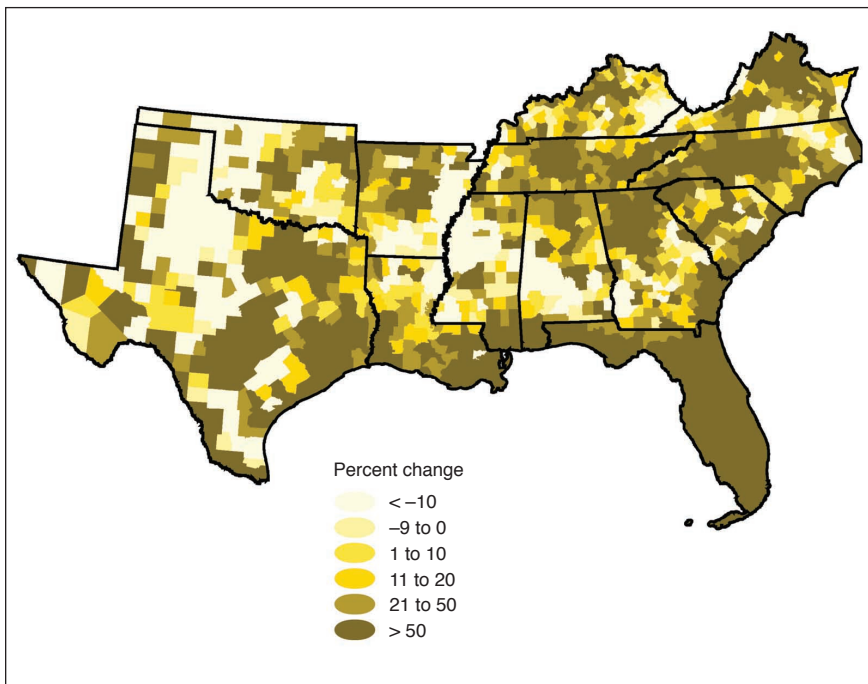 Percent change
< –10
–9 to 0
1 to 10
11 to 20
21 to 50
> 50